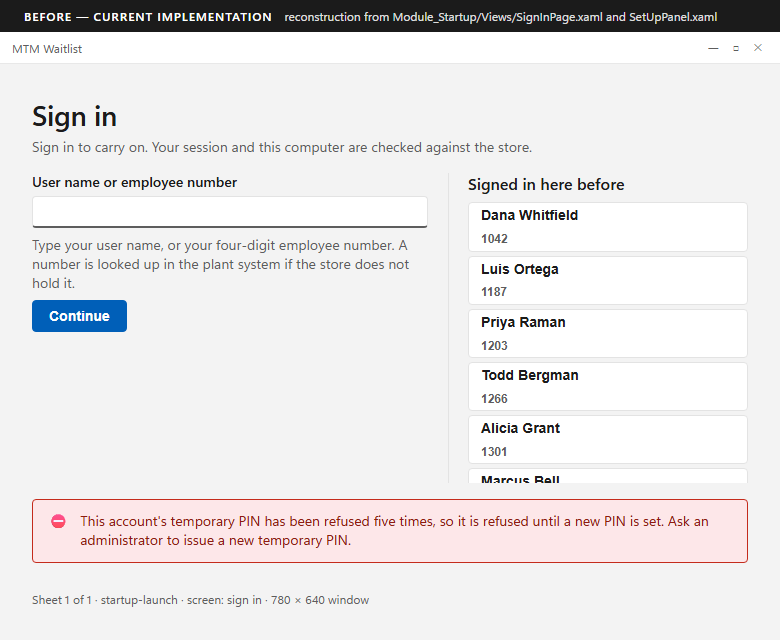 BEFORE — CURRENT IMPLEMENTATION reconstruction from Module_Startup/Views/SignInPage.xaml and SetUpPanel.xaml
MTM Waitlist
Sign in
Sign in to carry on. Your session and this computer are checked against the store.
User name or employee number
Type your user name, or your four-digit employee number. A
number is looked up in the plant system if the store does not
hold it.
Continue
Signed in here before
Dana Whitfield
1042
Luis Ortega
1187
Priya Raman
1203
Todd Bergman
1266
Alicia Grant
1301
Marcus Bell
This account's temporary PIN has been refused five times, so it is refused until a new PIN is set. Ask an
administrator to issue a new temporary PIN.
Sheet 1 of 1 · startup-launch · screen: sign in · 780 × 640 window